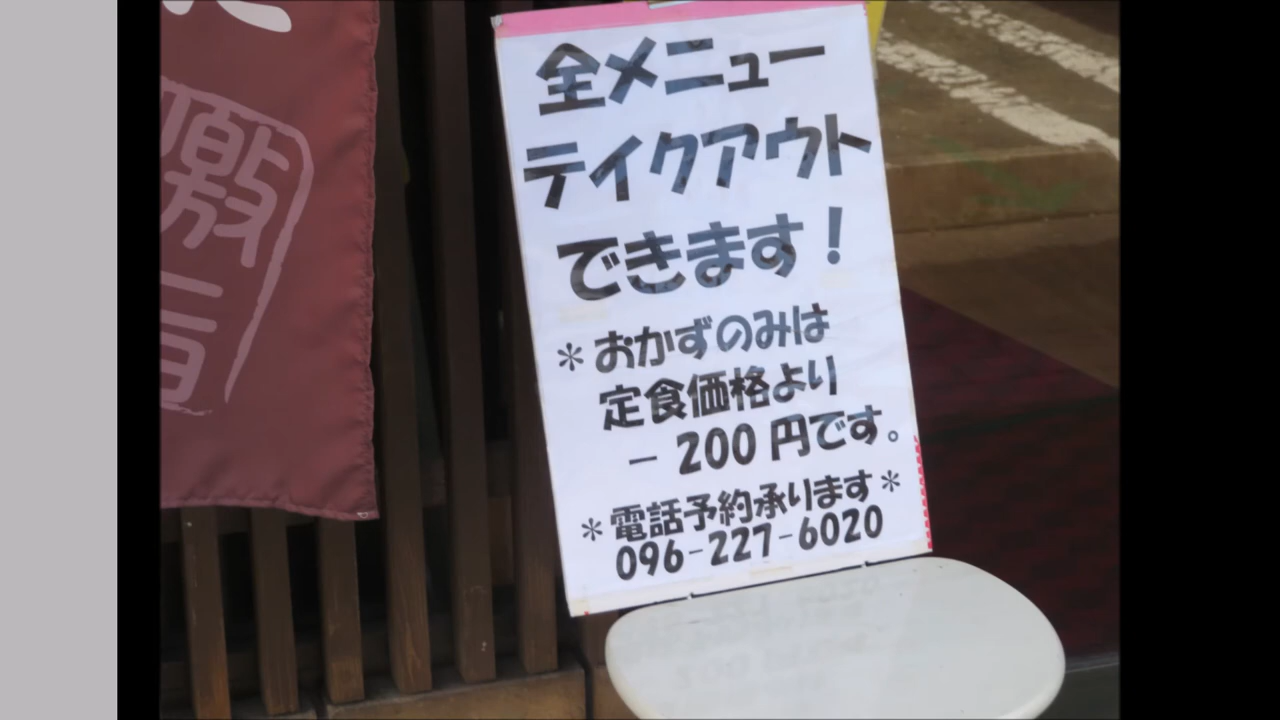 全メニュー
テイクアウト
できます!
*おかずのみは
定食価格より
－200円です。
*電話予約承ります*
096-227-6020
激
旨